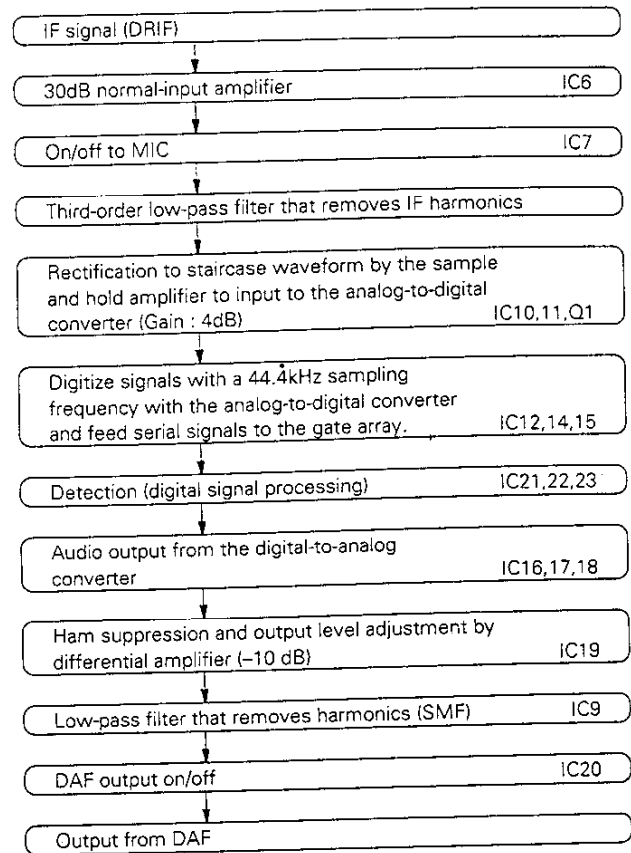 IF signal (DRIF)
30dB normal-input amplifier IC6
On/off to MIC IC7
Third-order low-pass filter that removes IF harmonics
Rectification to staircase waveform by the sample
and hold amplifier to input to the analog-to-digital
converter (Gain : 4dB) IC10,11,Q1
Digitize signals with a 44.4kHz sampling
frequency with the analog-to-digital converter
and feed serial signals to the gate array. IC12,14,15
Detection (digital signal processing) IC21,22,23
Audio output from the digital-to-analog
converter IC16,17,18
Ham suppression and output level adjustment by
differential amplifier (–10 dB) IC19
Low-pass filter that removes harmonics (SMF) IC9
DAF output on/off IC20
Output from DAF